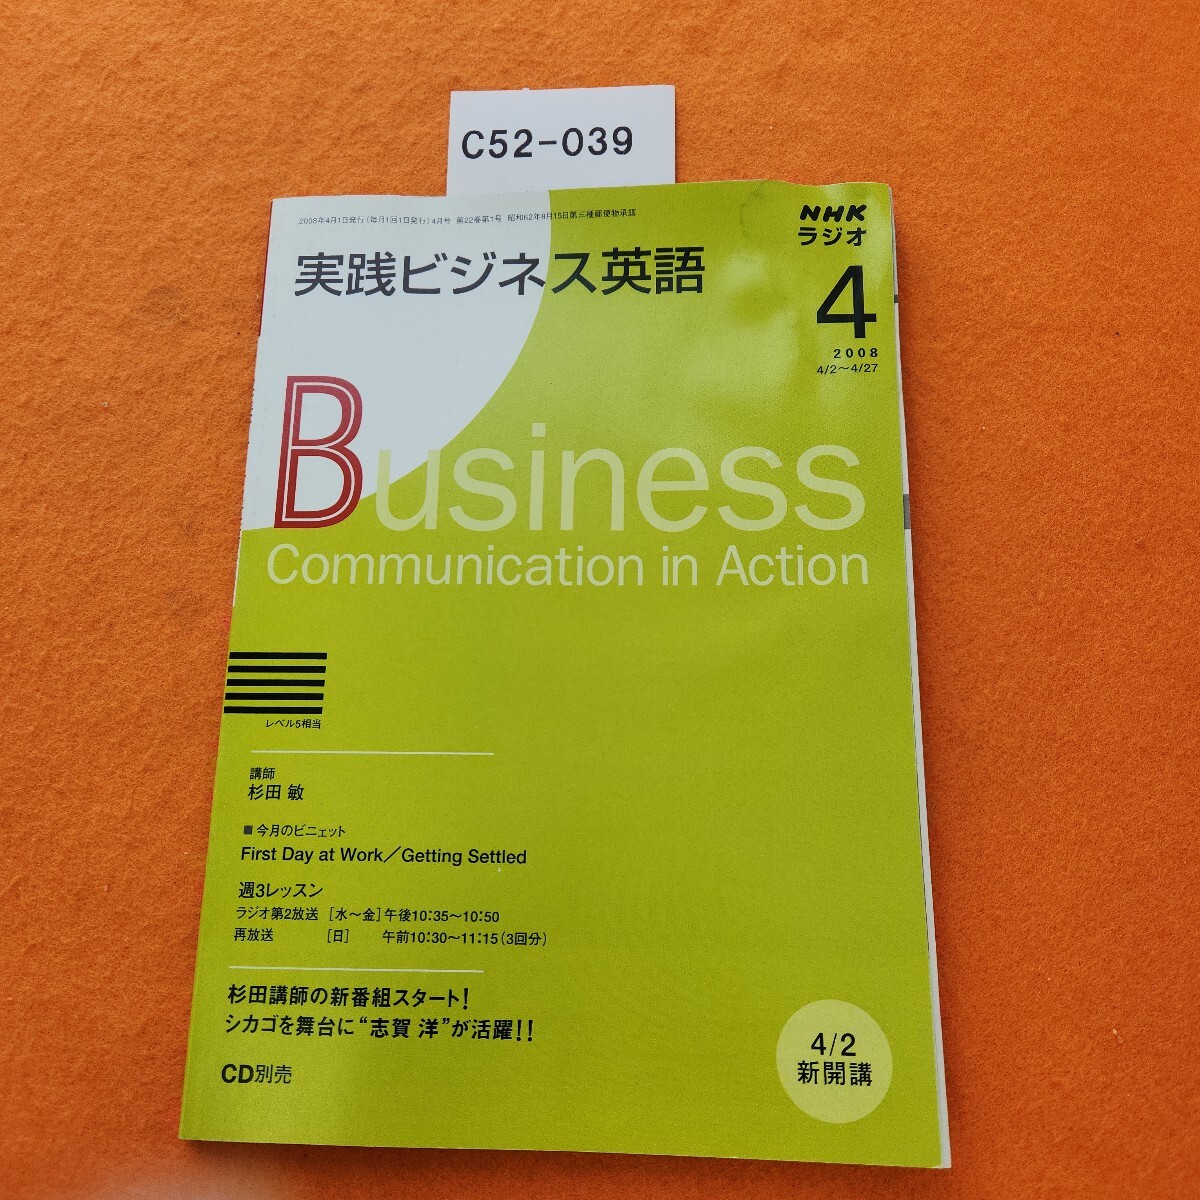 C52-039
2008年4月1日発行(毎月1回1日発行)4月号 第22巻第1号 昭和62年8月15日第三種郵便物承認
NHK
ラジオ
実践ビジネス英語
4
2008
4/2〜4/27
Business
Communication in Action
レベル5相当
講師
杉田 敏
■今月のビニェット
First Day at Work／Getting Settled
週3レッスン
ラジオ第2放送 [水〜金]午後10:35〜10:50
再放送 [日] 午前10:30〜11:15(3回分)
杉田講師の新番組スタート!
シカゴを舞台に“志賀 洋”が活躍!!
CD別売
4/2
新開講